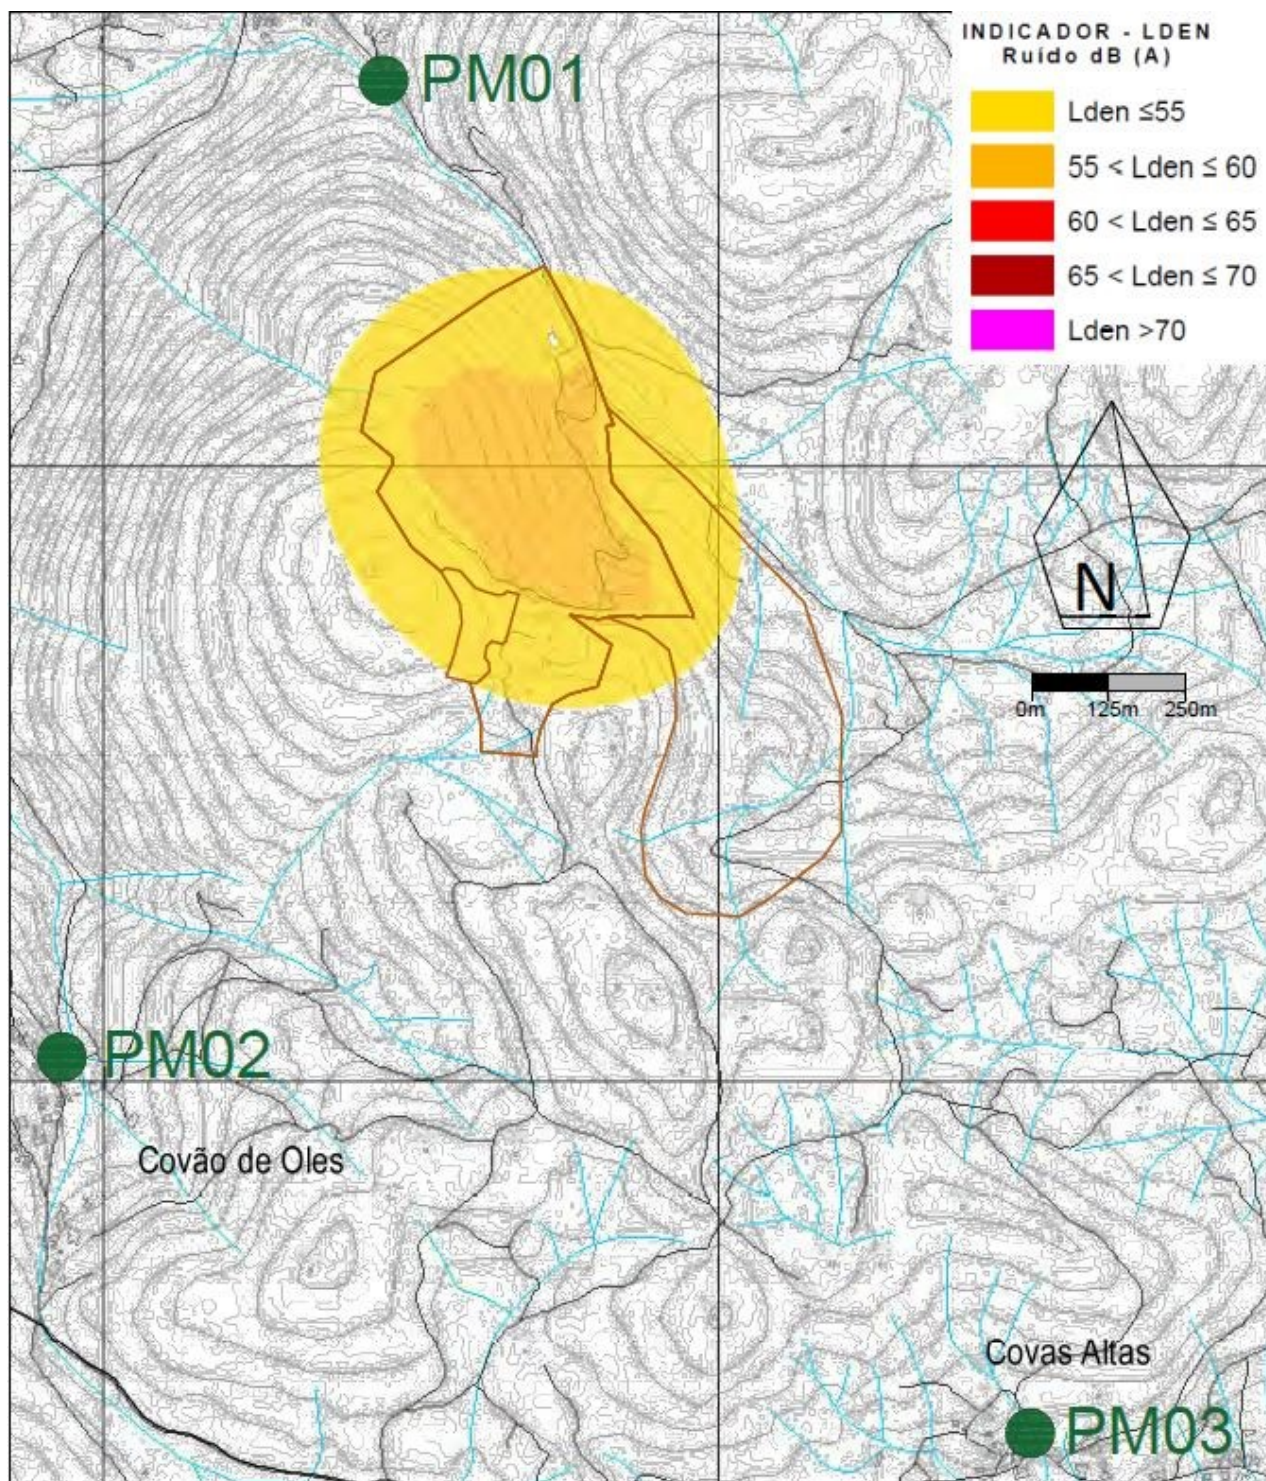 INDICADOR - LDEN
Ruído dB (A)
Lden ≤55
55 < Lden ≤ 60
60 < Lden ≤ 65
65 < Lden ≤ 70
Lden >70
PM01
N
0m 125m 250m
PM02
Covão de Oles
Covas Altas
PM03